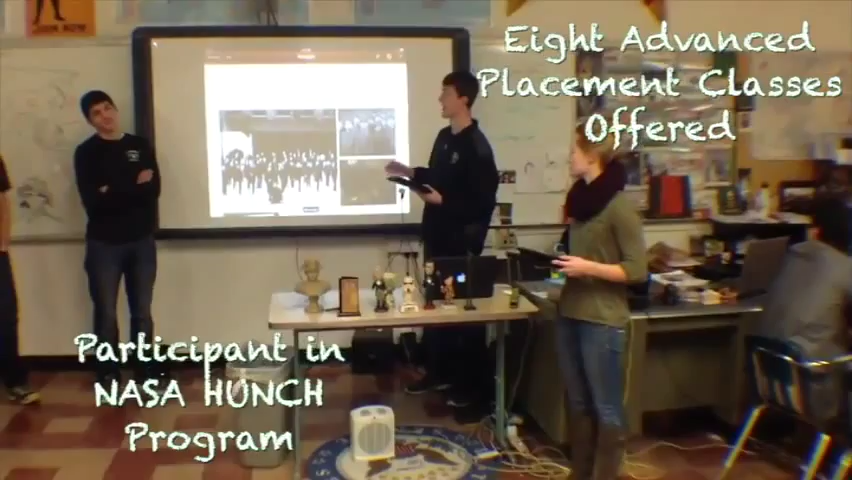 Eight Advanced
Placement Classes
Offered
Participant in
NASA HUNCH
Program